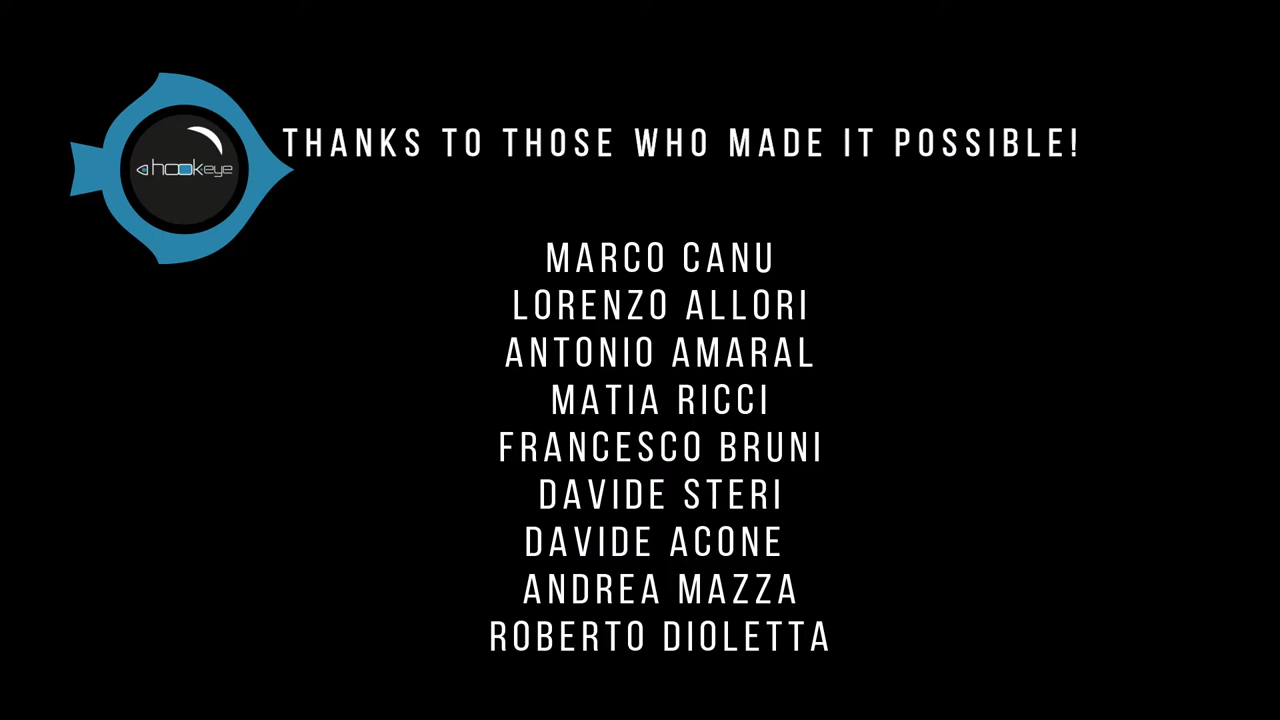 hookeye
THANKS TO THOSE WHO MADE IT POSSIBLE!
MARCO CANU
LORENZO ALLORI
ANTONIO AMARAL
MATIA RICCI
FRANCESCO BRUNI
DAVIDE STERI
DAVIDE ACONE
ANDREA MAZZA
ROBERTO DIOLETTA